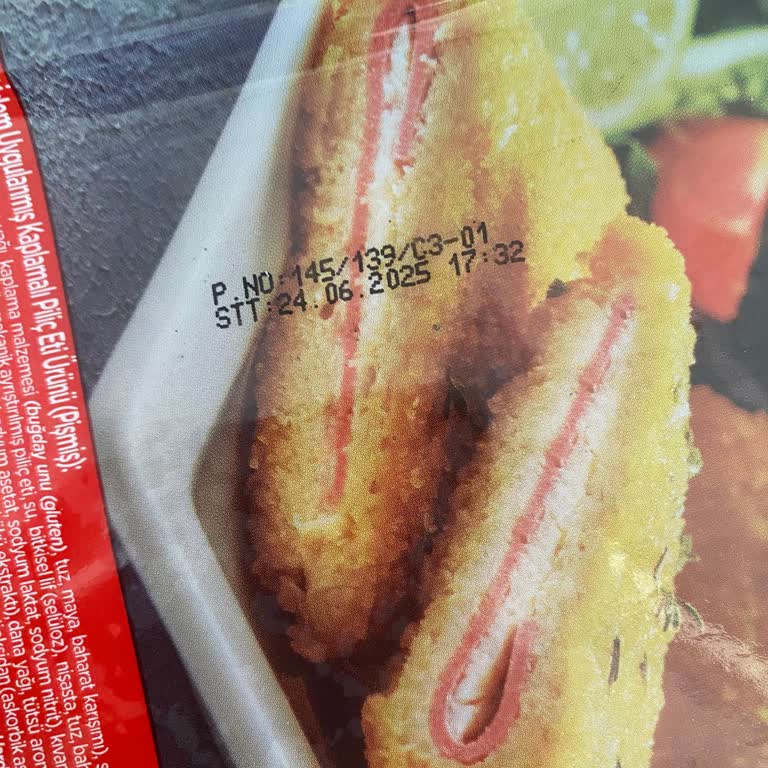 P.NO:145/139/C3-01
STT:24.06.2025 17:32
Uygulanmış Kaplamalı Piliç Eti Ürünü (Pişmiş):
kaplama malzemesi (buğday unu (gluten), tuz, maya, baharat karışımı),
ayrıştırılmış piliç eti, su, bitkisel lif (selüloz), nişasta, tuz,
asetat, sodyum laktat, sodyum nitrit),
dana yağı, tütsü